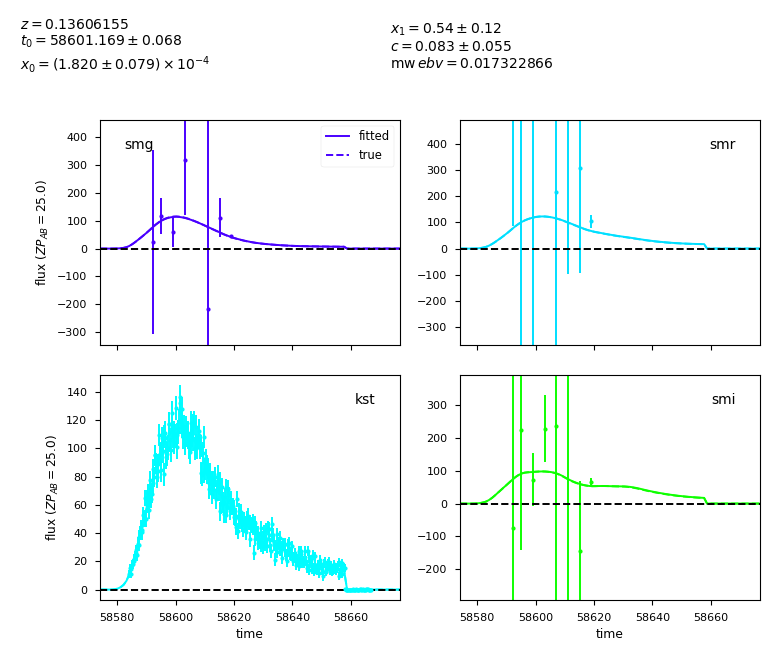 z = 0.13606155
t₀ = 58601.169 ± 0.068
x₀ = (1.820 ± 0.079) × 10⁻⁴
x₁ = 0.54 ± 0.12
c = 0.083 ± 0.055
mw ebv = 0.017322866
smg
fitted
true
400
300
200
100
0
−100
−200
−300
flux (ZP_AB = 25.0)
smr
400
300
200
100
0
−100
−200
−300
kst
140
120
100
80
60
40
20
0
flux (ZP_AB = 25.0)
58580 58600 58620 58640 58660
time
smi
300
200
100
0
−100
−200
58580 58600 58620 58640 58660
time